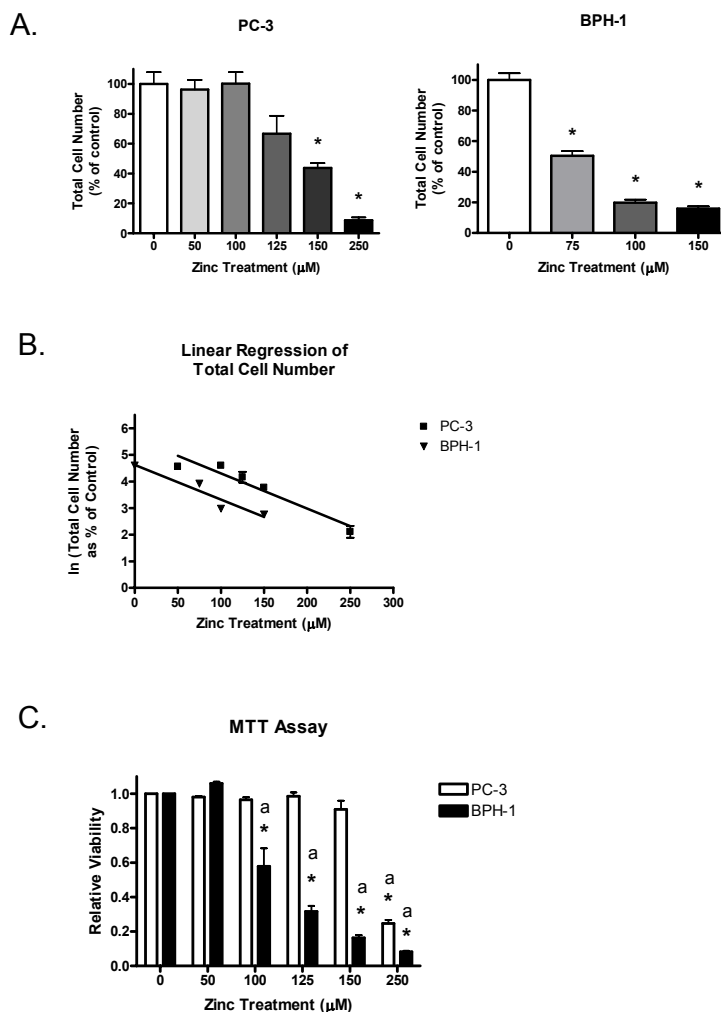 A.
PC-3
Total Cell Number
(% of control)
100
80
60
40
20
0
*
*
0 50 100 125 150 250
Zinc Treatment (μM)
BPH-1
Total Cell Number
(% of control)
100
80
60
40
20
0
*
*
*
0 75 100 150
Zinc Treatment (μM)
B.
Linear Regression of
Total Cell Number
ln (Total Cell Number
as % of Control)
6
5
4
3
2
1
0
0 50 100 150 200 250 300
Zinc Treatment (μM)
PC-3
BPH-1
C.
MTT Assay
Relative Viability
1.0
0.8
0.6
0.4
0.2
0.0
a
*
a
*
a
*
a
*
a
*
0 50 100 125 150 250
Zinc Treatment (μM)
PC-3
BPH-1